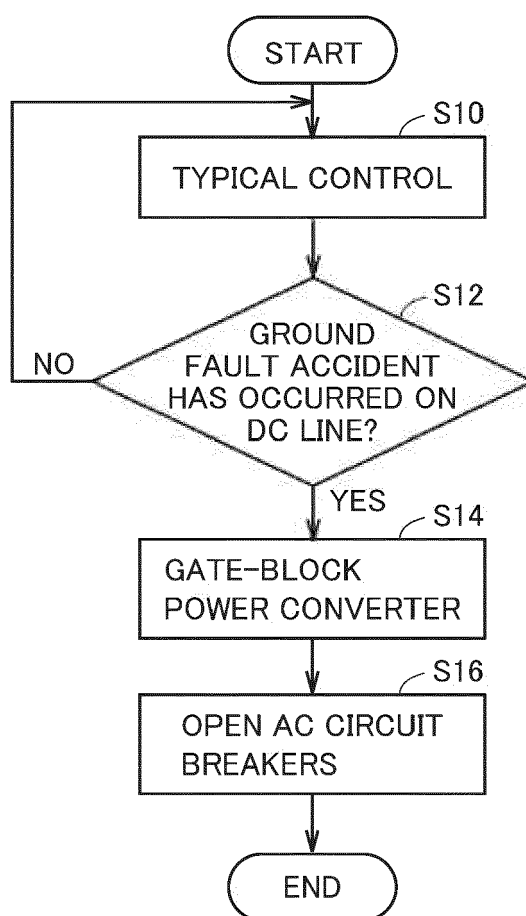 START
S10
TYPICAL CONTROL
S12
GROUND
FAULT ACCIDENT
HAS OCCURRED ON
DC LINE?
NO
YES
S14
GATE-BLOCK
POWER CONVERTER
S16
OPEN AC CIRCUIT
BREAKERS
END